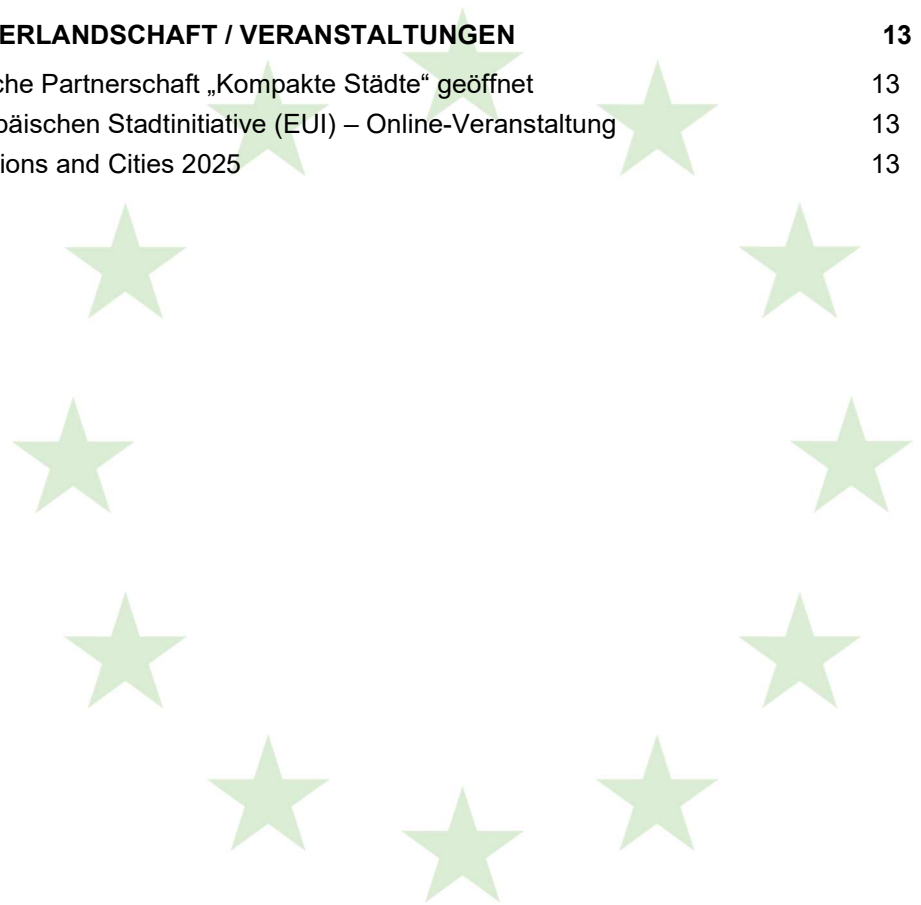 ERLANDSCHAFT / VERANSTALTUNGEN 13
che Partnerschaft „Kompakte Städte“ geöffnet 13
päischen Stadtinitiative (EUI) – Online-Veranstaltung 13
ions and Cities 2025 13